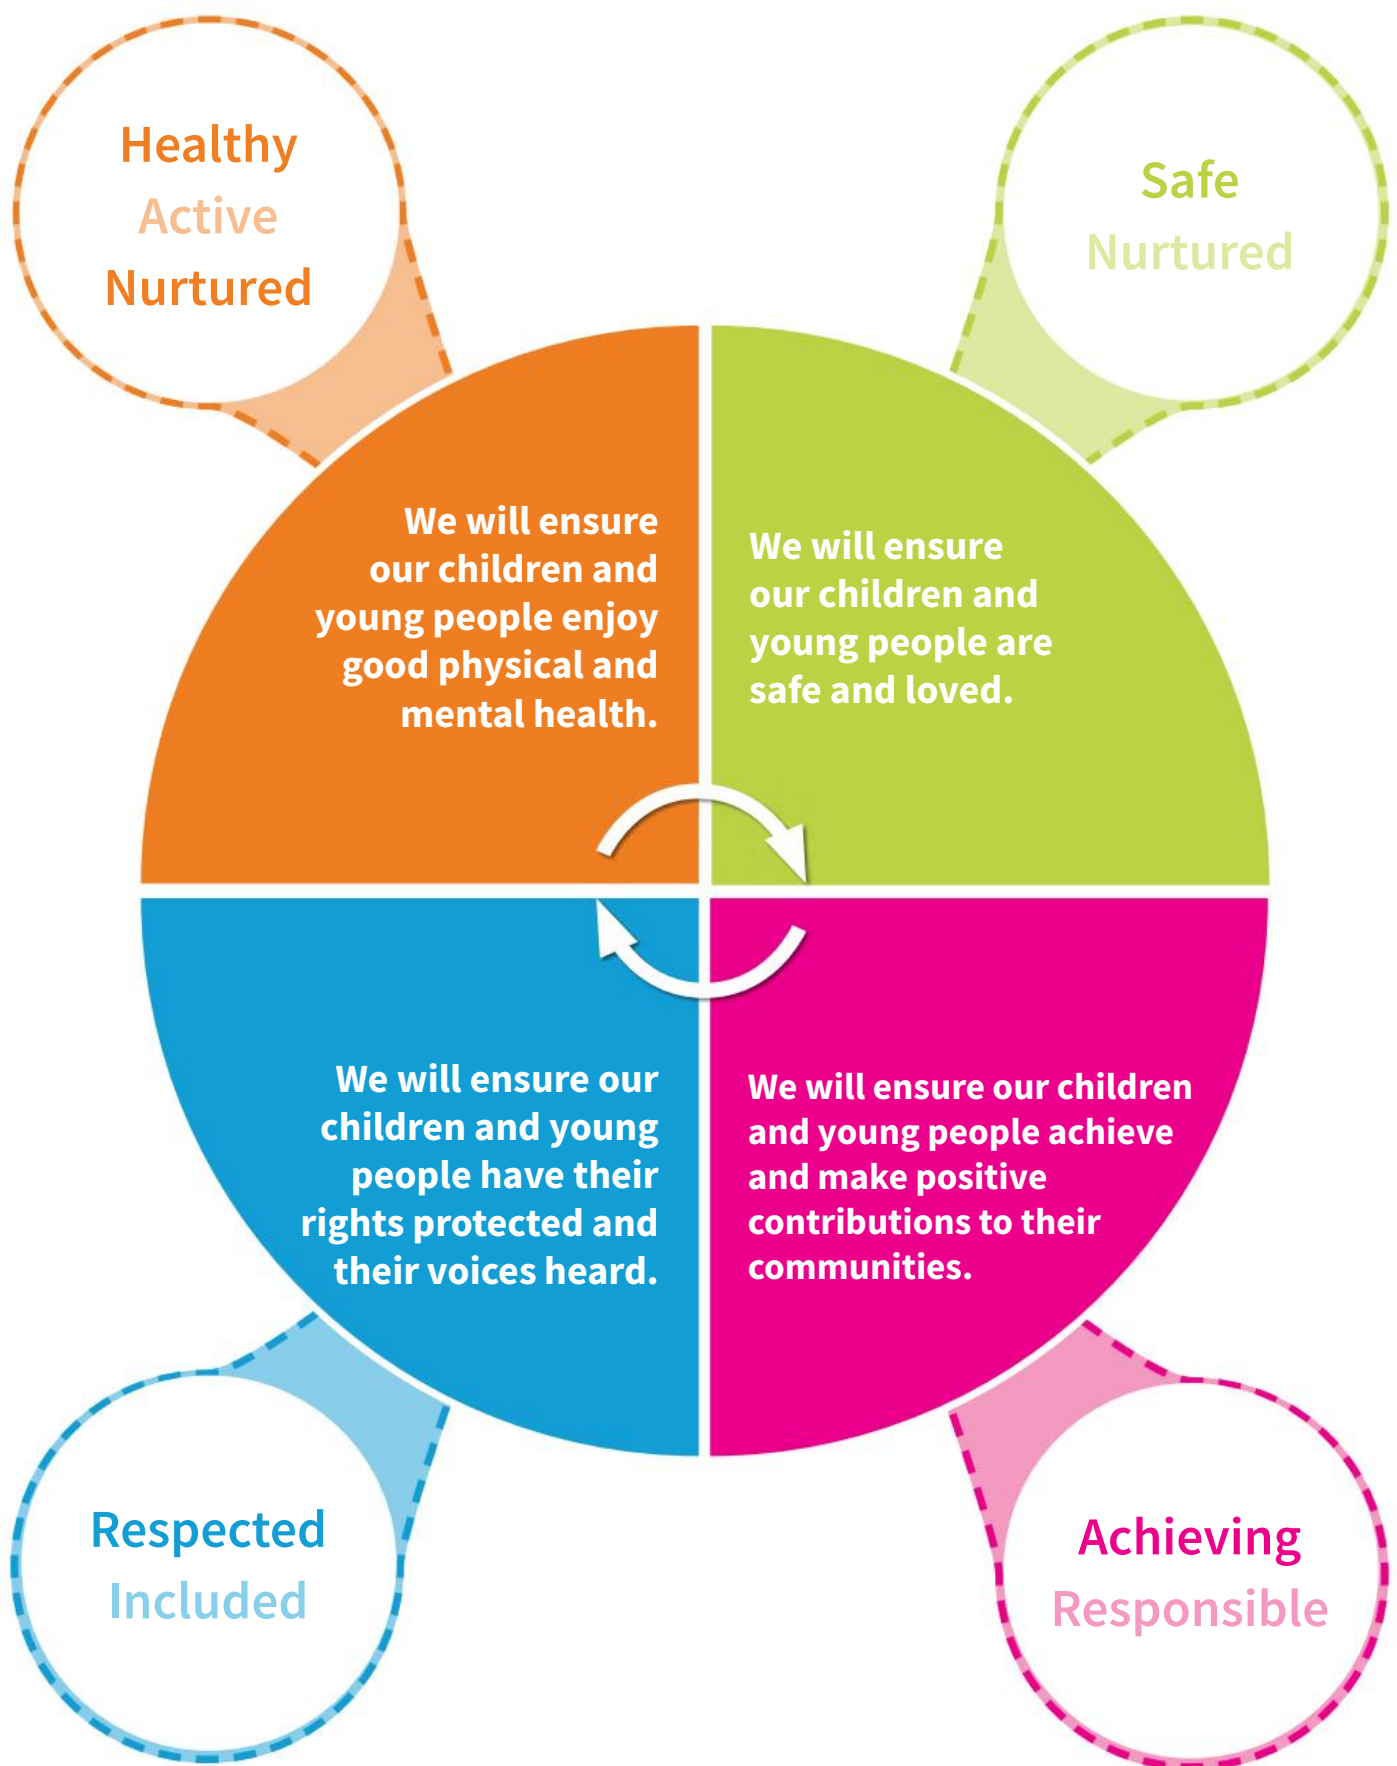 Healthy
Active
Nurtured
Safe
Nurtured
We will ensure
our children and
young people enjoy
good physical and
mental health.
We will ensure
our children and
young people are
safe and loved.
We will ensure our
children and young
people have their
rights protected and
their voices heard.
We will ensure our children
and young people achieve
and make positive
contributions to their
communities.
Respected
Included
Achieving
Responsible